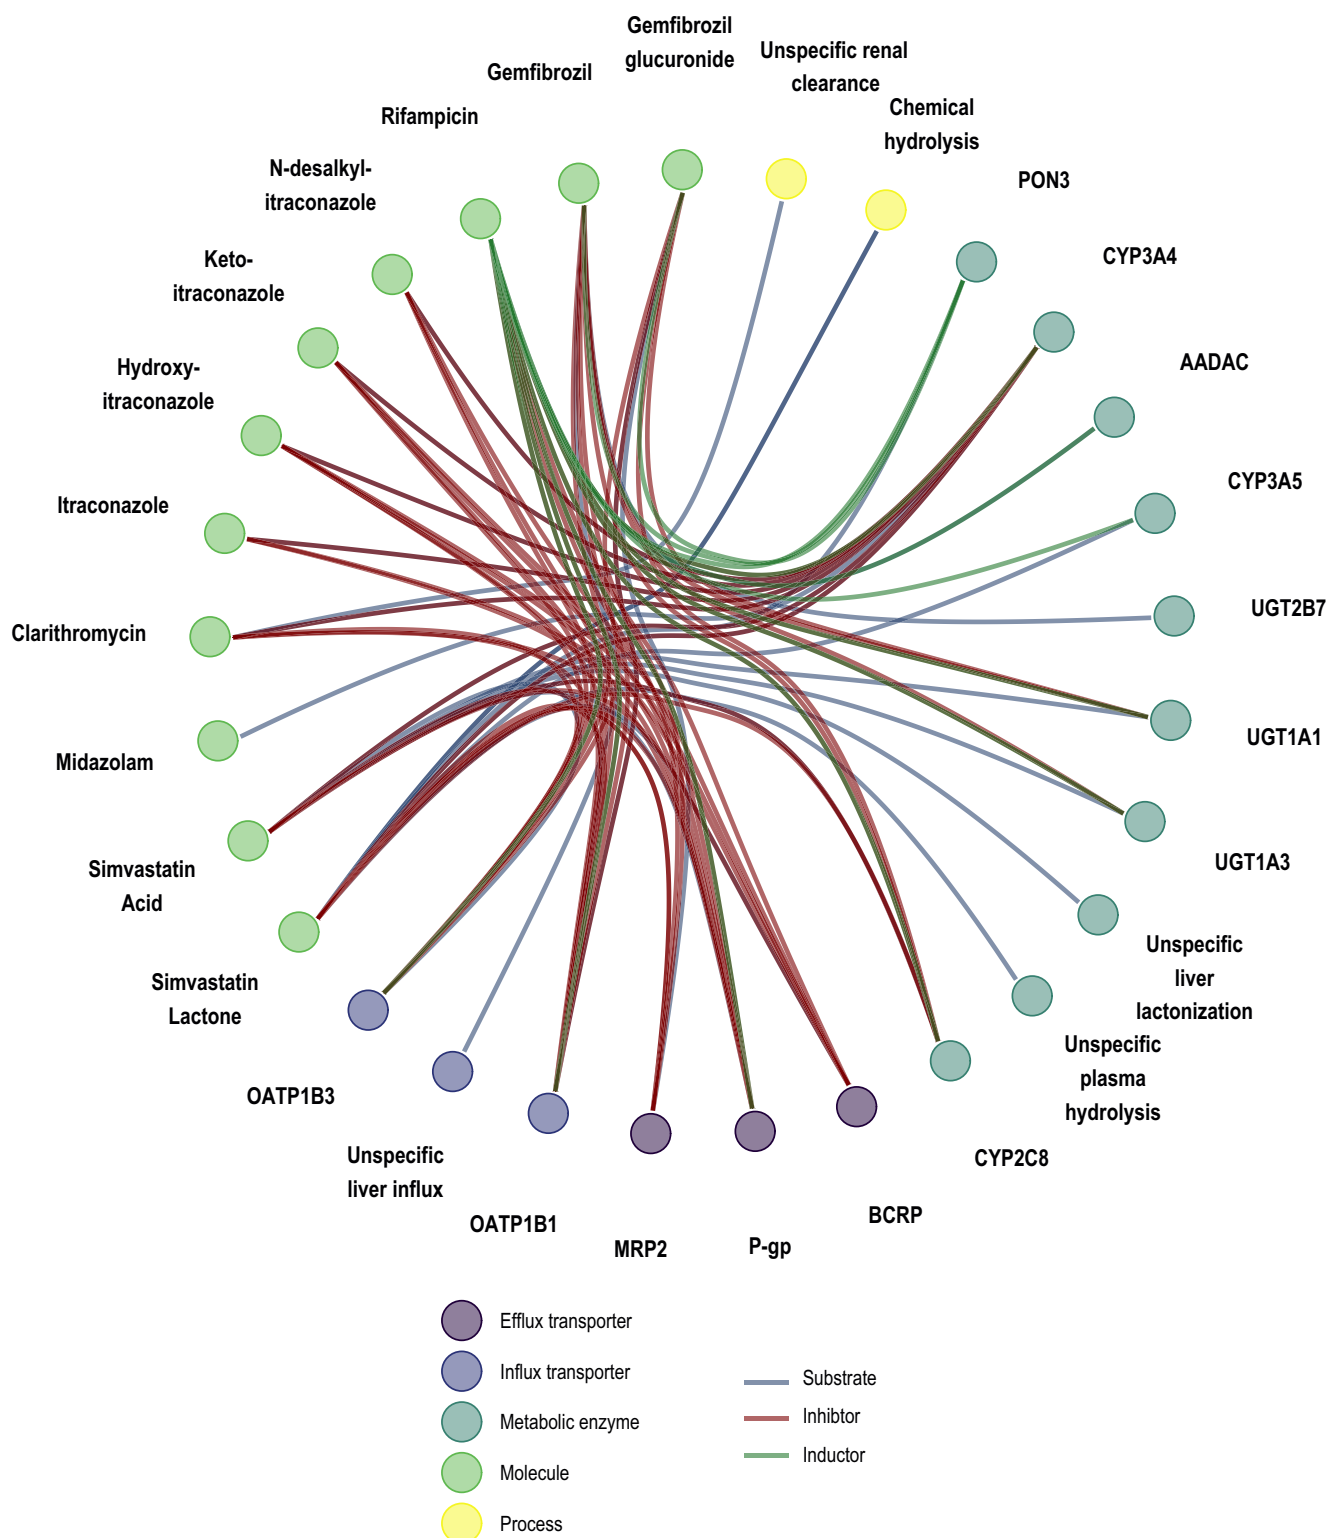 Gemfibrozil
glucuronide
Unspecific renal
clearance
Gemfibrozil
Chemical
hydrolysis
Rifampicin
N-desalkyl-
itraconazole
PON3
CYP3A4
Keto-
itraconazole
AADAC
Hydroxy-
itraconazole
CYP3A5
Itraconazole
UGT2B7
Clarithromycin
UGT1A1
Midazolam
UGT1A3
Simvastatin
Acid
Unspecific
liver
lactonization
Simvastatin
Lactone
Unspecific
plasma
hydrolysis
OATP1B3
CYP2C8
Unspecific
liver influx
BCRP
OATP1B1
MRP2
P-gp
Efflux transporter
Influx transporter
Metabolic enzyme
Molecule
Process
Substrate
Inhibtor
Inductor